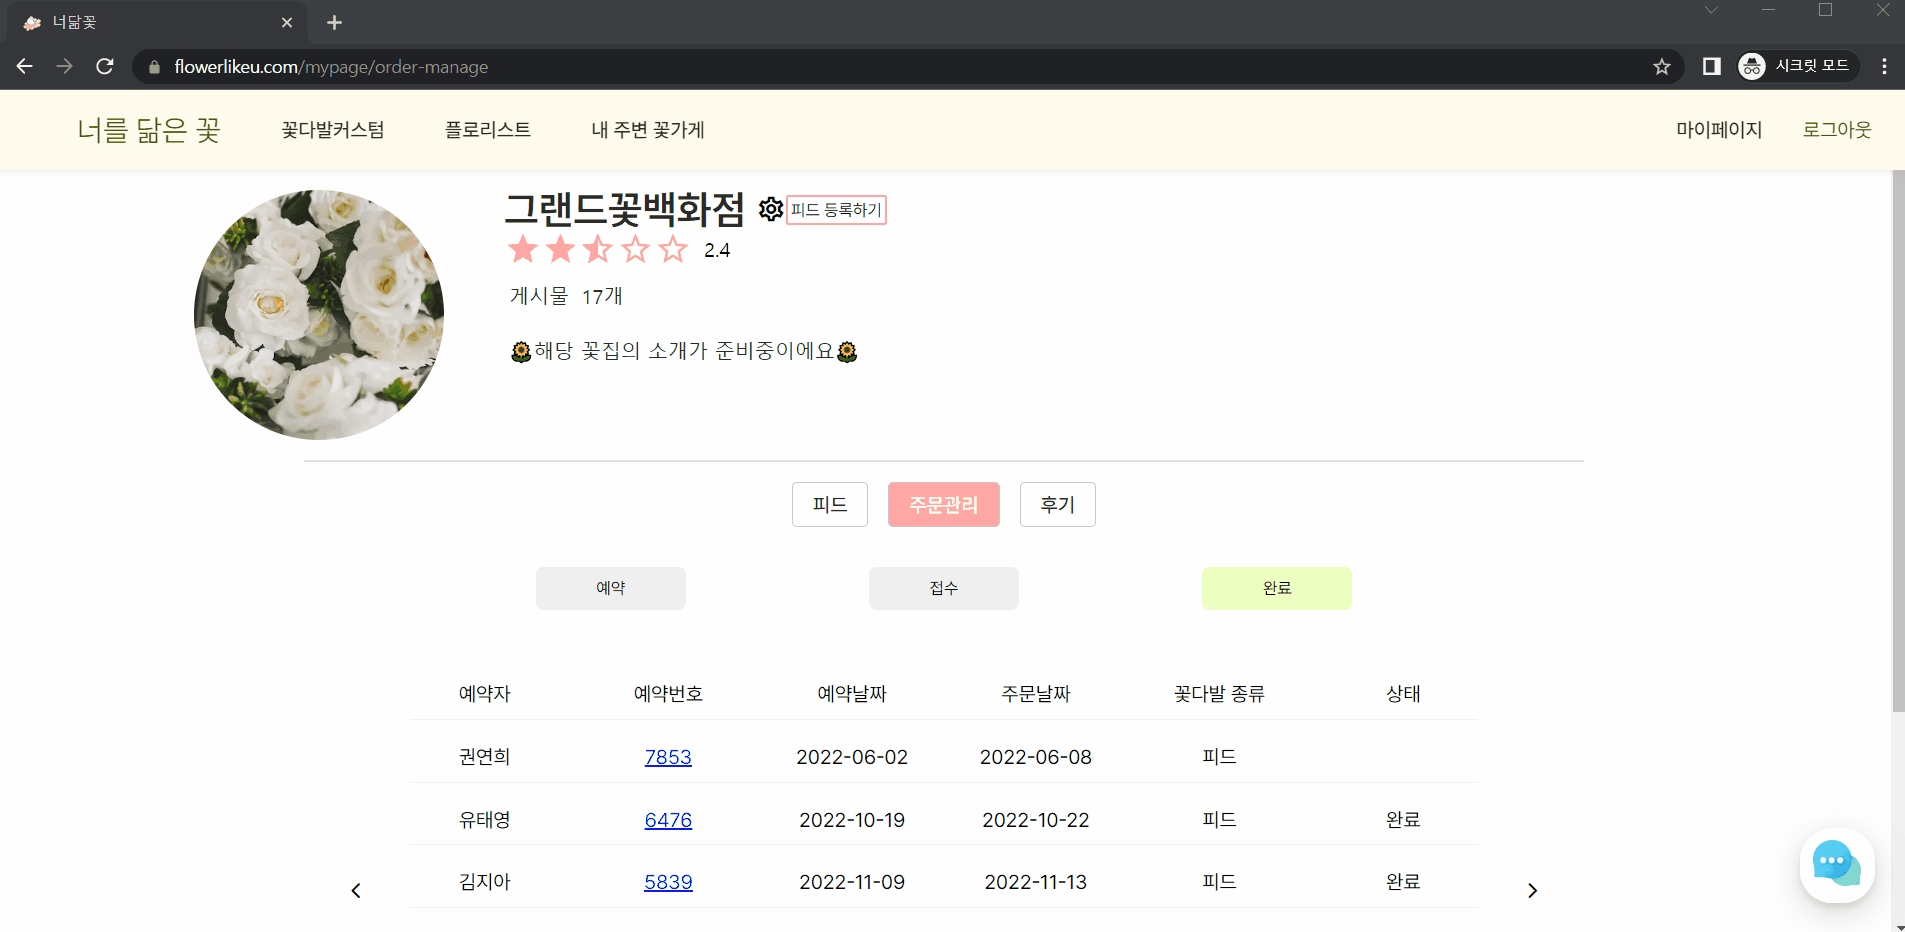 너닮꽃
flowerlikeu.com/mypage/order-manage
시크릿 모드
너를 닮은 꽃 꽃다발커스텀 플로리스트 내 주변 꽃가게 마이페이지 로그아웃
그랜드꽃백화점 피드 등록하기
2.4
게시물 17개
🌻해당 꽃집의 소개가 준비중이에요🌻
피드 주문관리 후기
예약 접수 완료
예약자 예약번호 예약날짜 주문날짜 꽃다발 종류 상태
권연희 7853 2022-06-02 2022-06-08 피드
유태영 6476 2022-10-19 2022-10-22 피드 완료
김지아 5839 2022-11-09 2022-11-13 피드 완료